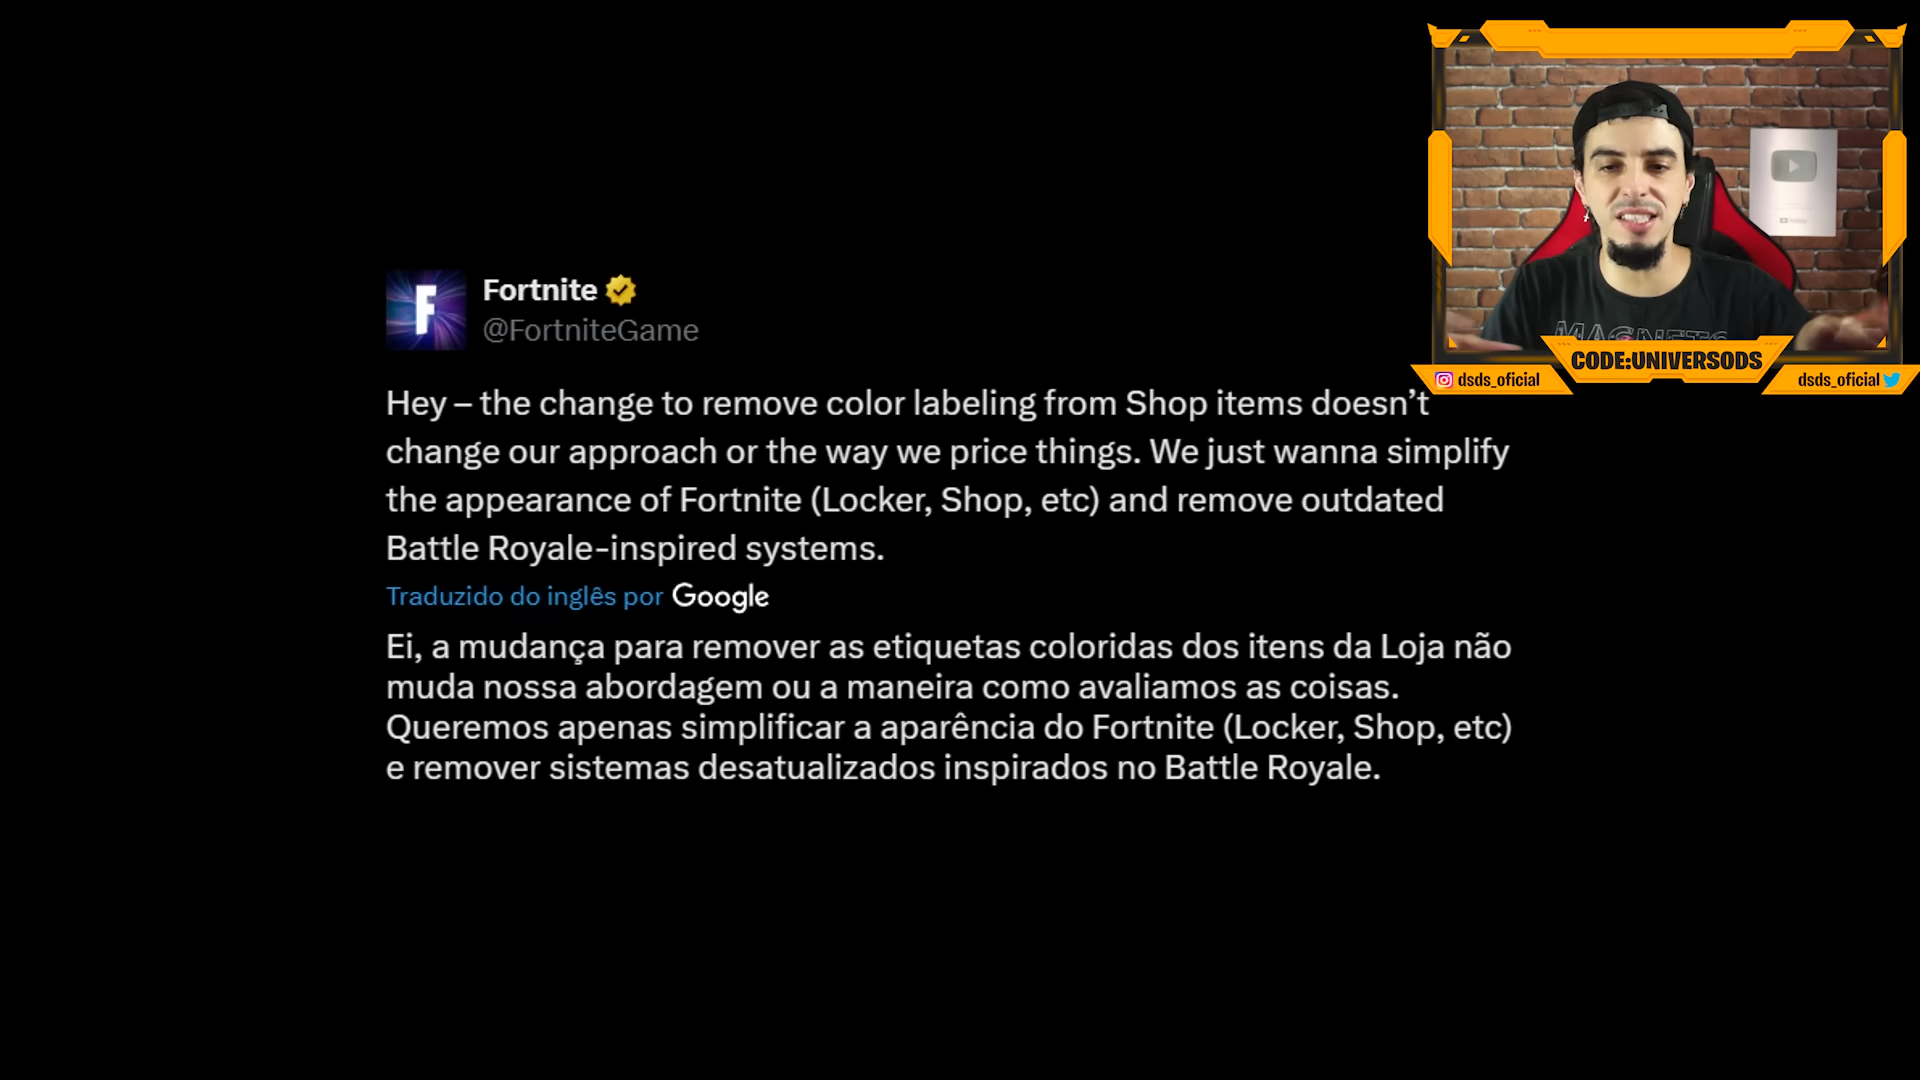 Fortnite
@FortniteGame
Hey – the change to remove color labeling from Shop items doesn’t
change our approach or the way we price things. We just wanna simplify
the appearance of Fortnite (Locker, Shop, etc) and remove outdated
Battle Royale-inspired systems.
Traduzido do inglês por Google
Ei, a mudança para remover as etiquetas coloridas dos itens da Loja não
muda nossa abordagem ou a maneira como avaliamos as coisas.
Queremos apenas simplificar a aparência do Fortnite (Locker, Shop, etc)
e remover sistemas desatualizados inspirados no Battle Royale.
CODE:UNIVERSODS
dsds_oficial
dsds_oficial